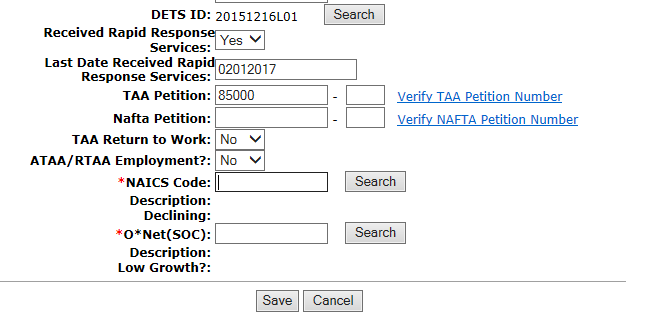 DETS ID: 20151216L01 Search
Received Rapid Response
Services: Yes
Last Date Received Rapid
Response Services: 02012017
TAA Petition: 85000 - Verify TAA Petition Number
Nafta Petition: - Verify NAFTA Petition Number
TAA Return to Work: No
ATAA/RTAA Employment?: No
*NAICS Code: Search
Description:
Declining:
*O*Net(SOC): Search
Description:
Low Growth?:
Save Cancel